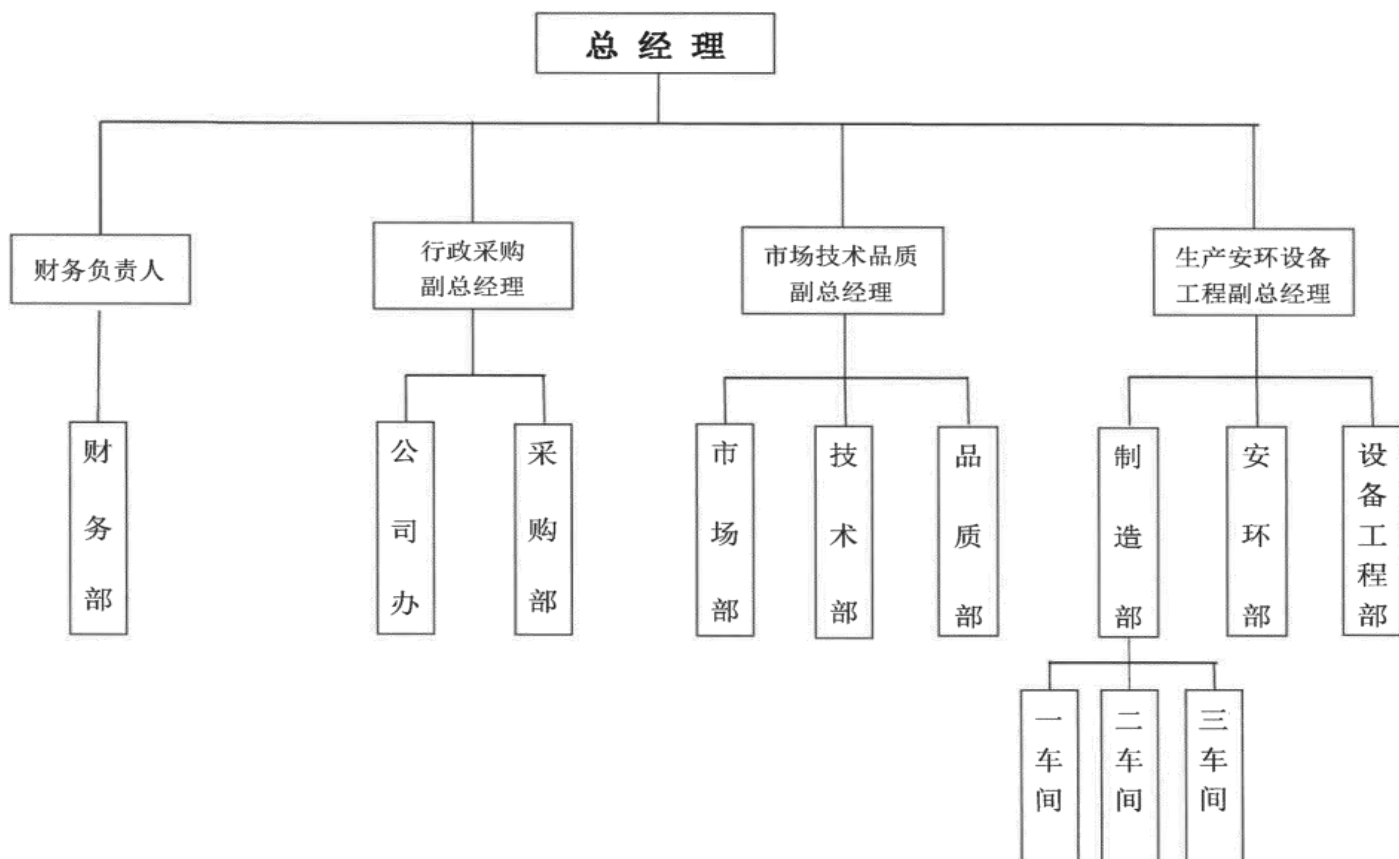 总经理
财务负责人
行政采购
副总经理
市场技术品质
副总经理
生产安环设备
工程副总经理
财务部
公司办
采购部
市场部
技术部
品质部
制造部
安环部
设备工程部
一车间
二车间
三车间